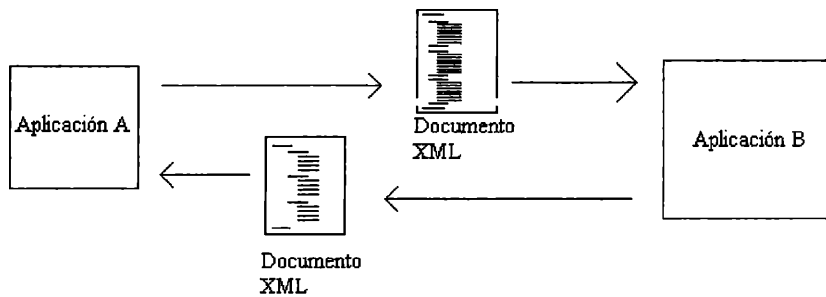 Aplicación A
Documento
XML
Aplicación B
Documento
XML